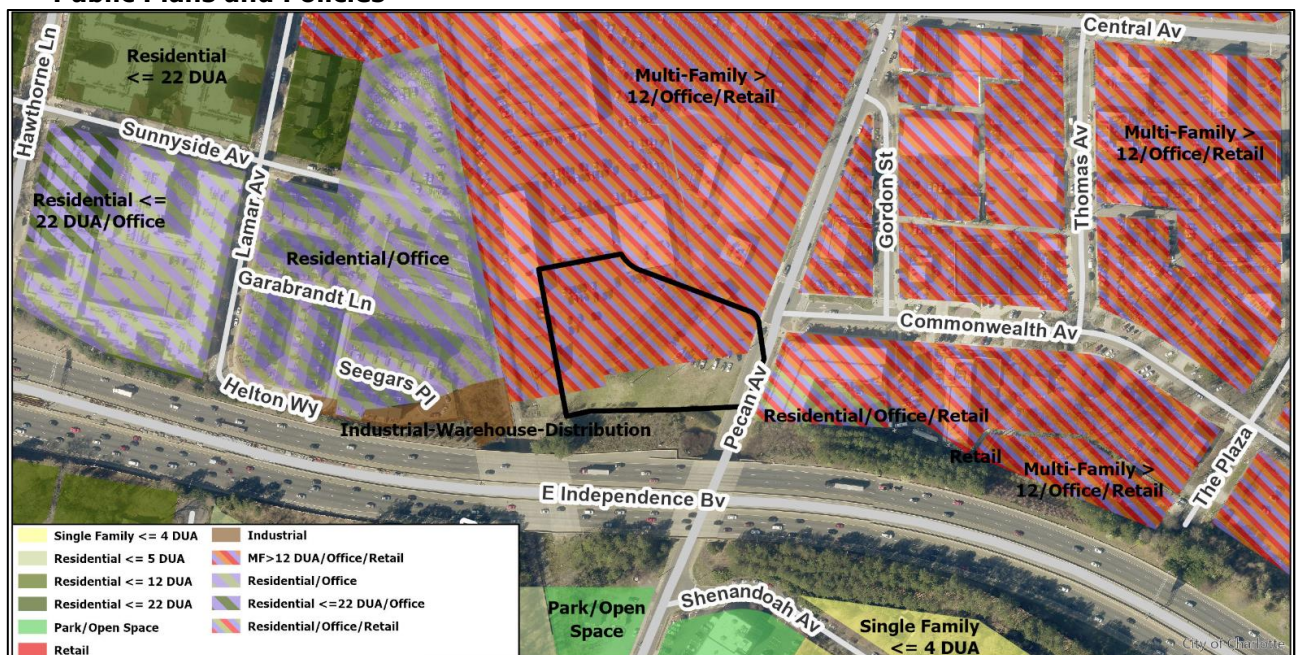 Public Plans and Policies
Central Av
Hawthorne Ln
Residential
<= 22 DUA
Multi-Family >
12/Office/Retail
Sunnyside Av
Gordon St
Thomas Av
Multi-Family >
12/Office/Retail
Residential <=
22 DUA/Office
Lamar Av
Residential/Office
Garabrandt Ln
Commonwealth Av
Seegars Pl
Helton Wy
Pecan Av
Residential/Office/Retail
Industrial-Warehouse-Distribution
Retail
Multi-Family >
12/Office/Retail
The Plaza
E Independence Bv
Single Family <= 4 DUA
Residential <= 5 DUA
Residential <= 12 DUA
Residential <= 22 DUA
Park/Open Space
Retail
Industrial
MF>12 DUA/Office/Retail
Residential/Office
Residential <=22 DUA/Office
Residential/Office/Retail
Park/Open
Space
Shenandoah Av
Single Family
<= 4 DUA
City of Charlotte